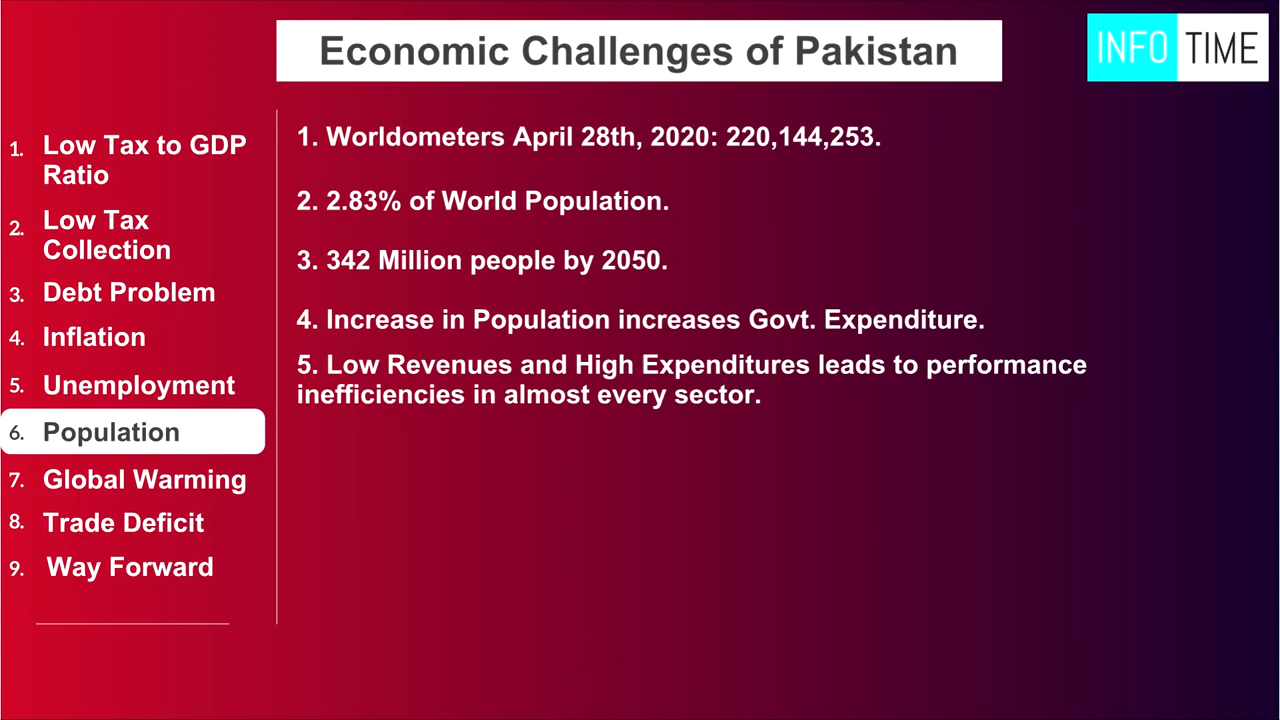 Economic Challenges of Pakistan
INFO TIME
1. Low Tax to GDP
Ratio
2. Low Tax
Collection
3. Debt Problem
4. Inflation
5. Unemployment
6. Population
7. Global Warming
8. Trade Deficit
9. Way Forward
1. Worldometers April 28th, 2020: 220,144,253.
2. 2.83% of World Population.
3. 342 Million people by 2050.
4. Increase in Population increases Govt. Expenditure.
5. Low Revenues and High Expenditures leads to performance
inefficiencies in almost every sector.